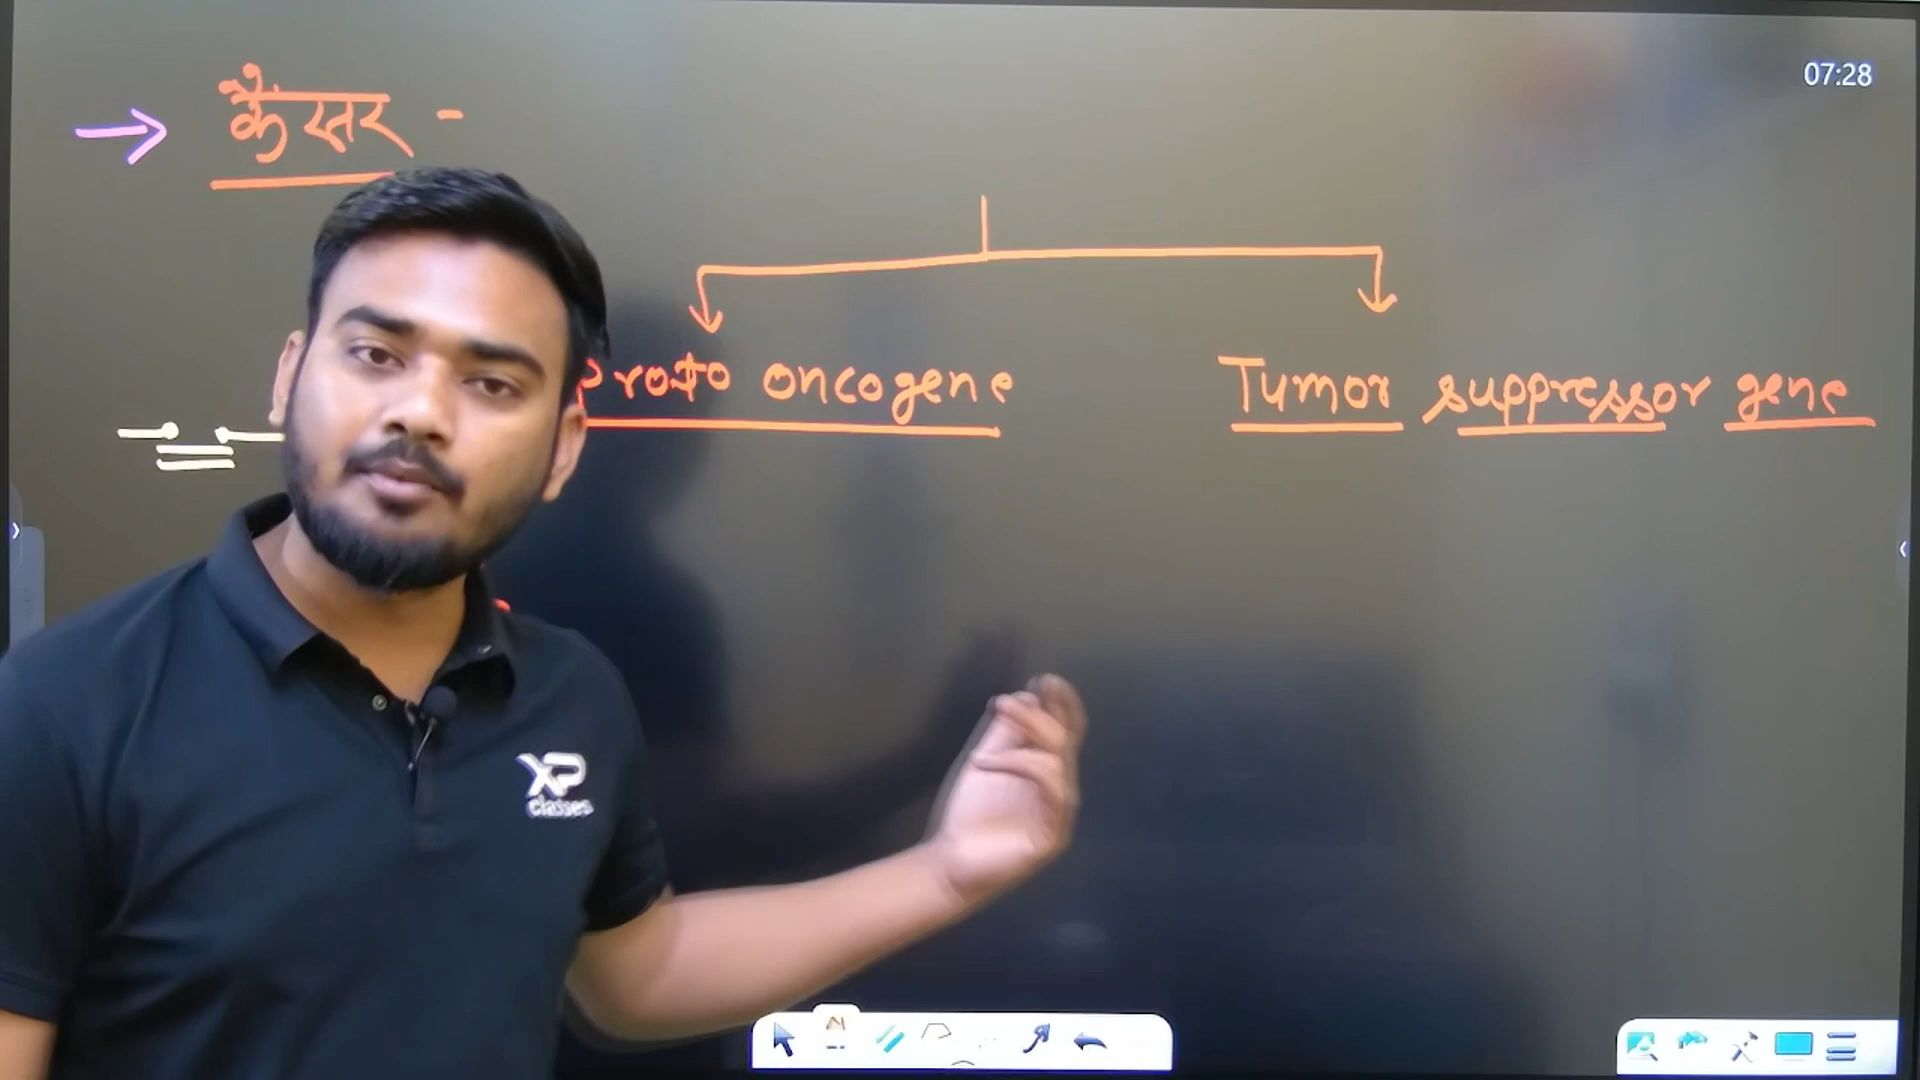 07:28
कैंसर -
Proto oncogene
Tumor suppressor gene
XP
classes